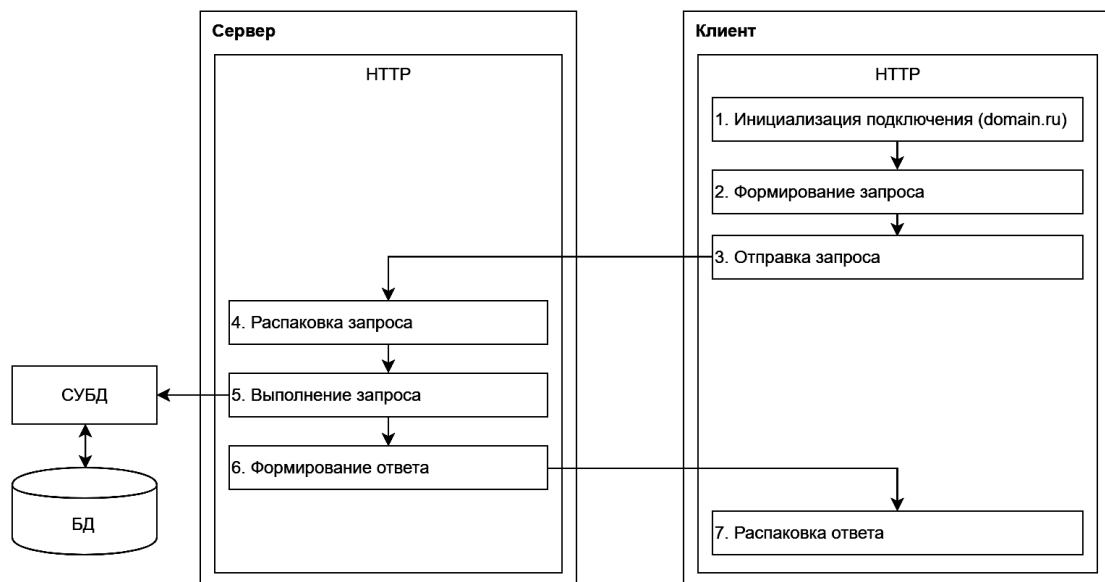 Сервер
HTTP
Клиент
HTTP
1. Инициализация подключения (domain.ru)
2. Формирование запроса
3. Отправка запроса
4. Распаковка запроса
5. Выполнение запроса
6. Формирование ответа
7. Распаковка ответа
СУБД
БД